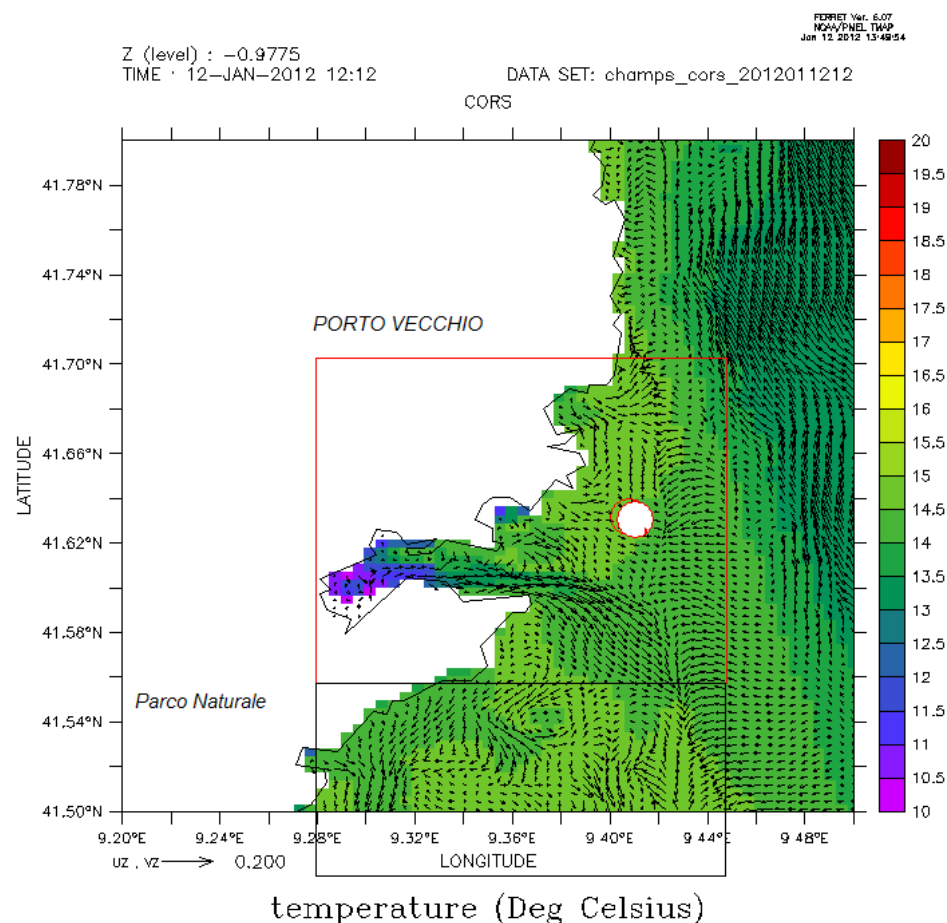 FERRET Ver. 6.07
NOAA/PMEL TMAP
Jan 12 2012 13:49:54
Z (level) : -0.9775
TIME : 12-JAN-2012 12:12
DATA SET: champs_cors_2012011212
CORS
20
19.5
19
18.5
18
17.5
17
16.5
16
15.5
15
14.5
14
13.5
13
12.5
12
11.5
11
10.5
10
41.78°N
41.74°N
41.70°N
41.66°N
41.62°N
41.58°N
41.54°N
41.50°N
LATITUDE
PORTO VECCHIO
Parco Naturale
9.20°E 9.24°E 9.28°E 9.32°E 9.36°E 9.40°E 9.44°E 9.48°E
UZ , VZ 0.200
LONGITUDE
temperature (Deg Celsius)